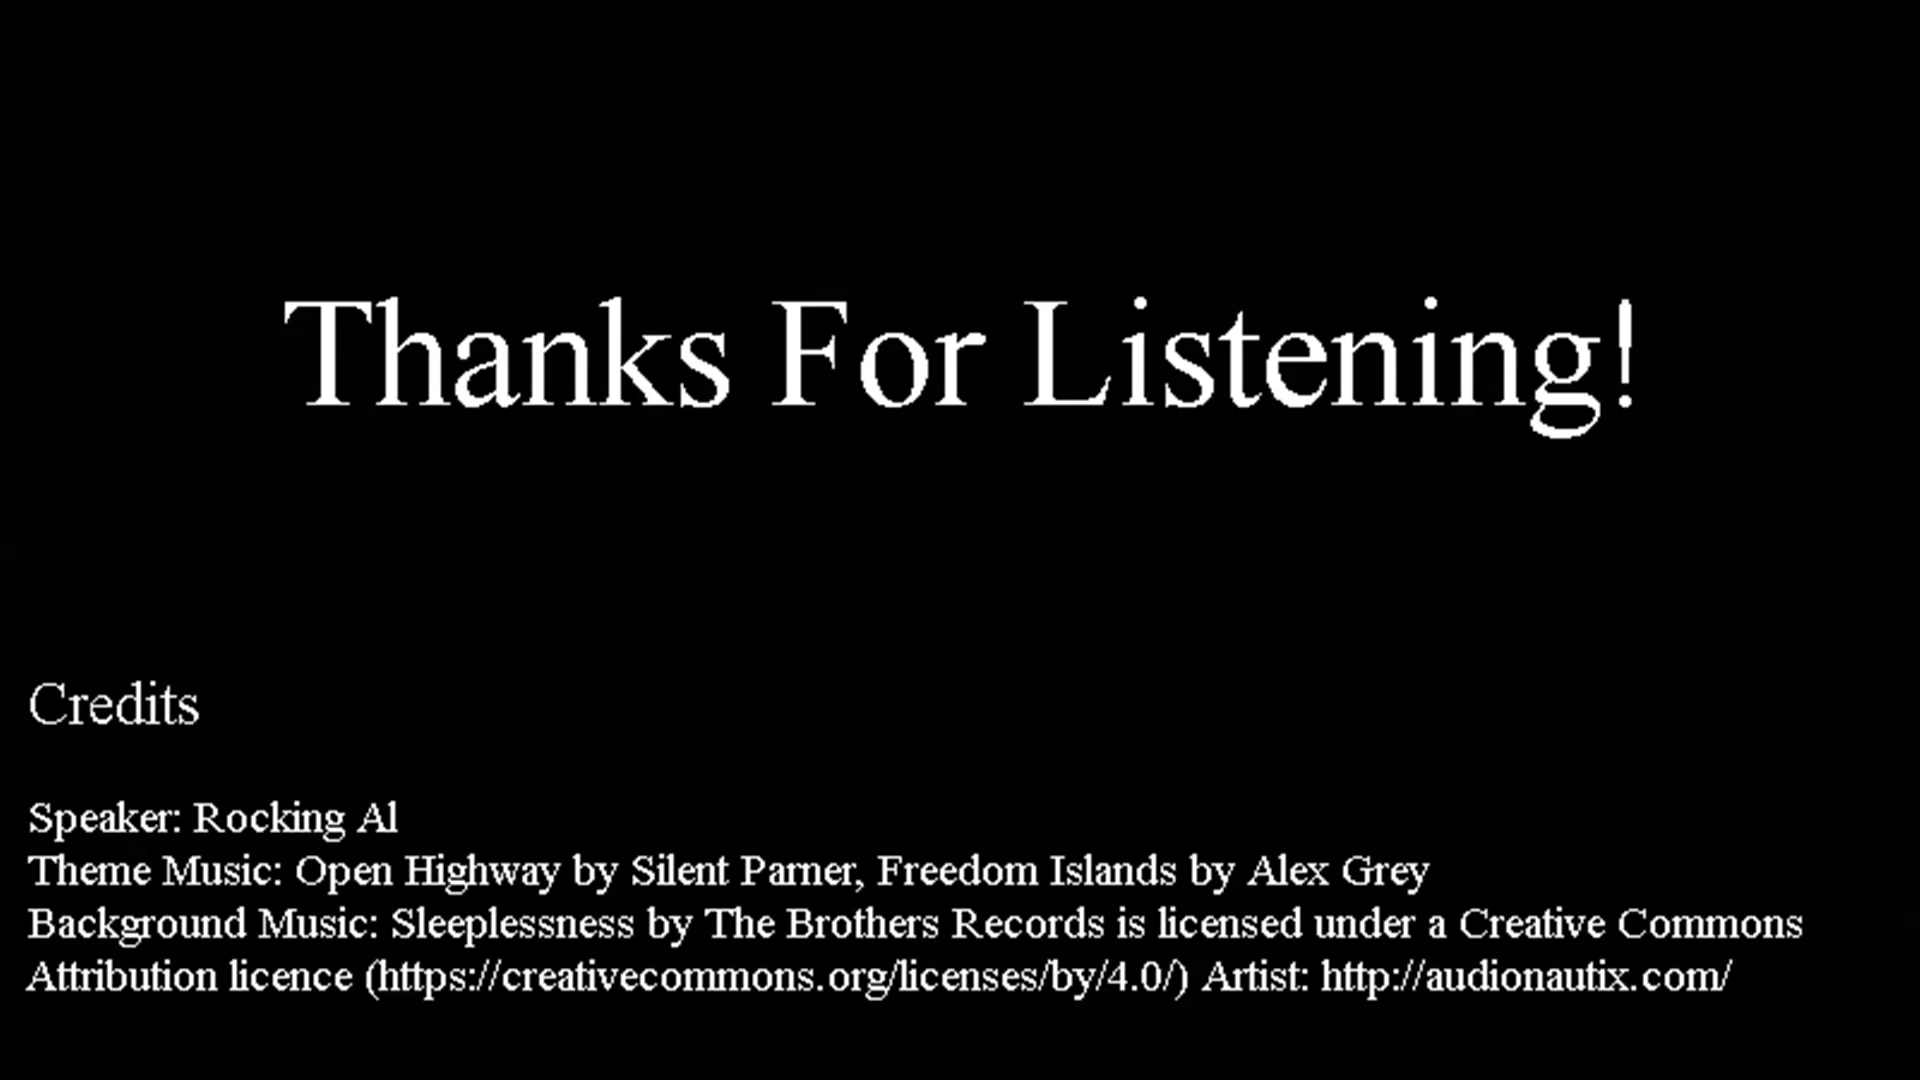 Thanks For Listening!
Credits
Speaker: Rocking Al
Theme Music: Open Highway by Silent Parner, Freedom Islands by Alex Grey
Background Music: Sleeplessness by The Brothers Records is licensed under a Creative Commons
Attribution licence (https://creativecommons.org/licenses/by/4.0/) Artist: http://audionautix.com/